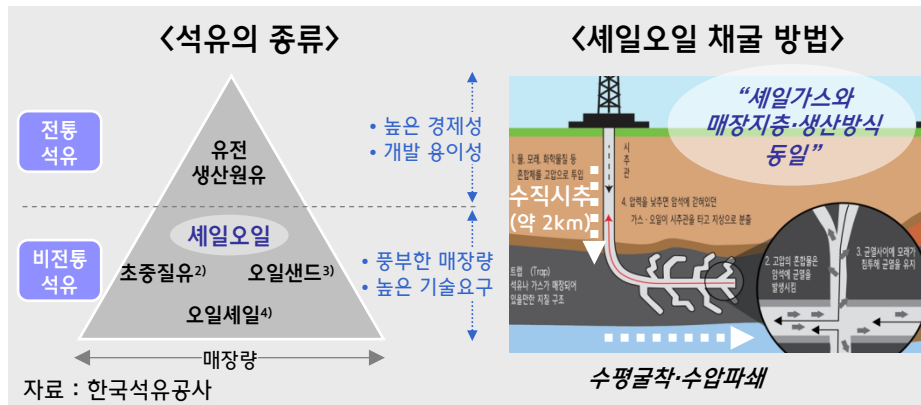 <석유의 종류>
전통
석유
유전
생산원유
• 높은 경제성
• 개발 용이성
비전통
석유
셰일오일
초중질유2) 오일샌드3)
오일셰일4)
• 풍부한 매장량
• 높은 기술요구
매장량
자료 : 한국석유공사
<셰일오일 채굴 방법>
“셰일가스와
매장지층·생산방식
동일”
시추관
1. 물, 모래, 화학물질 등
혼합체를 고압으로 투입
수직시추
(약 2km)
4. 압력을 낮추면 암석에 갇혀있던
가스·오일이 시추관을 타고 지상으로 분출
트랩 (Trap)
석유나 가스가 매장되어
있을만한 지질 구조
2. 고압의 혼합물은
암석에 균열을
발생시킴
3. 균열사이에 모래가
침투해 균열을 유지
수평굴착·수압파쇄